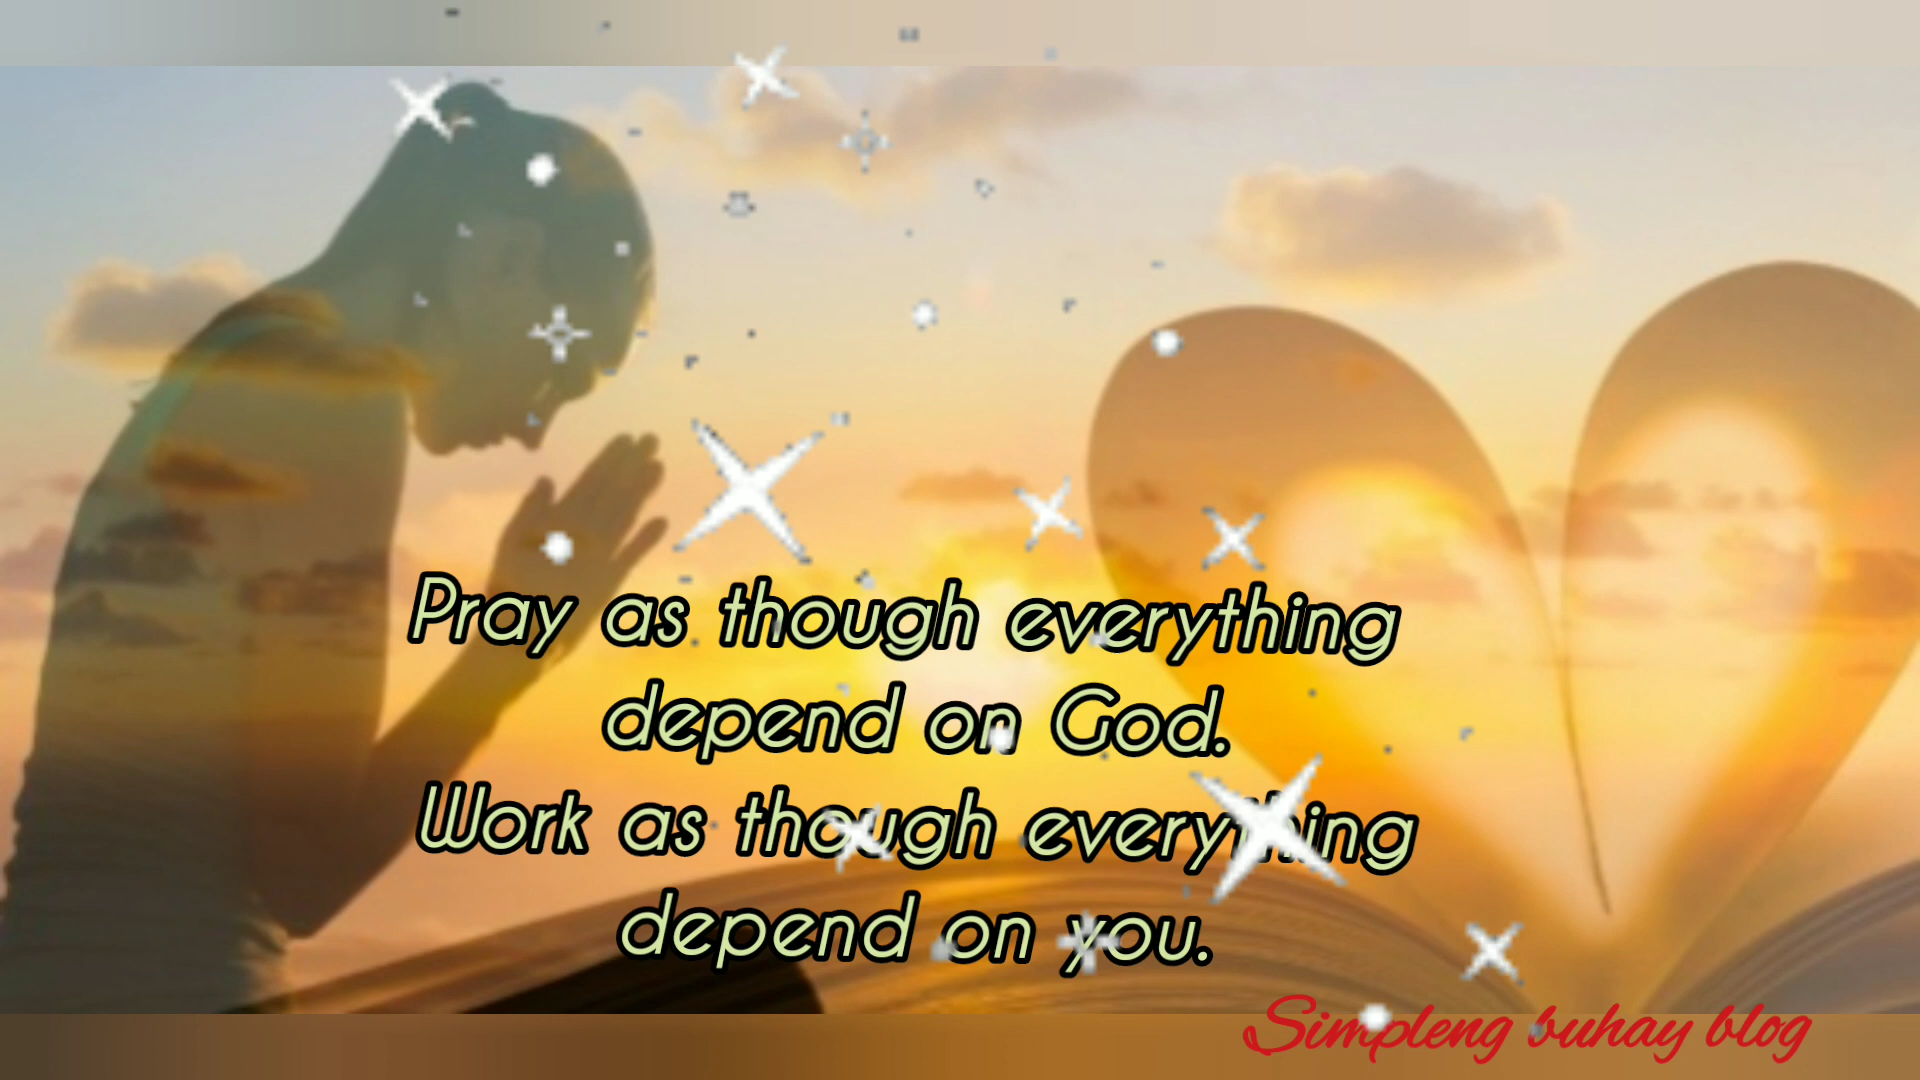 Pray as though everything
depend on God.
Work as though everything
depend on you.
Simpleng buhay blog